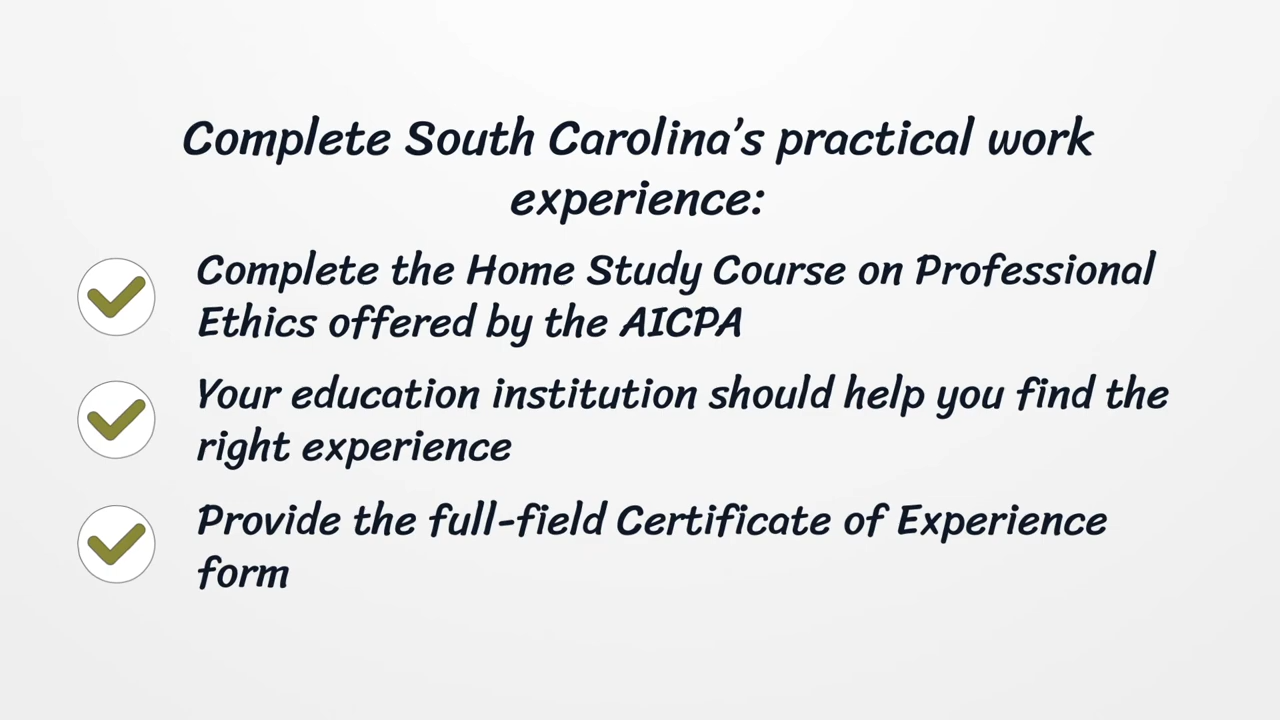 Complete South Carolina’s practical work
experience:
Complete the Home Study Course on Professional
Ethics offered by the AICPA
Your education institution should help you find the
right experience
Provide the full-field Certificate of Experience
form